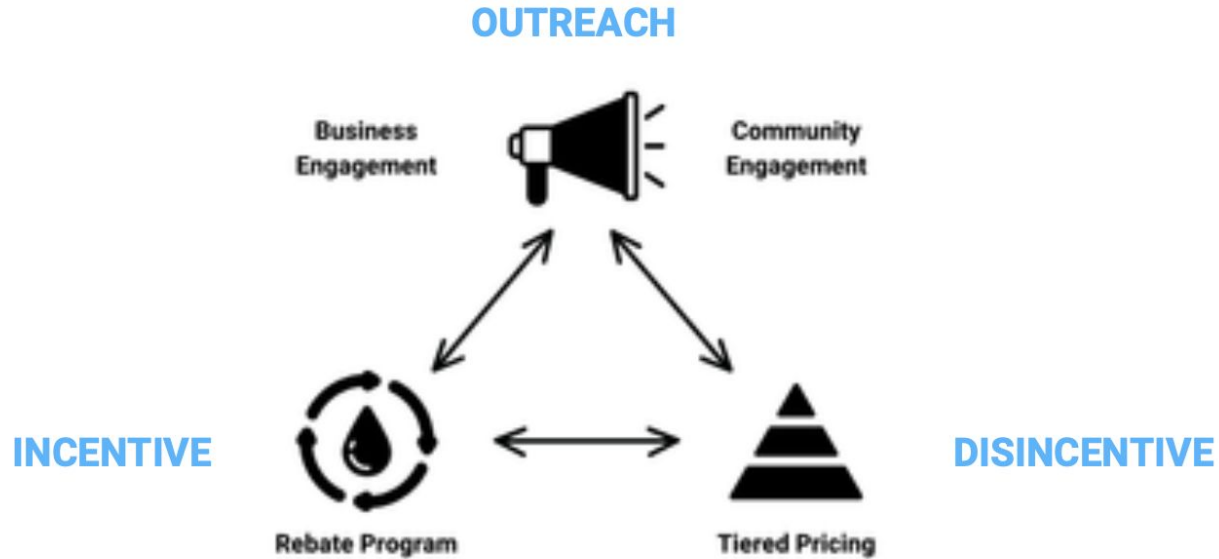 OUTREACH
Business
Engagement
Community
Engagement
INCENTIVE
DISINCENTIVE
Rebate Program
Tiered Pricing